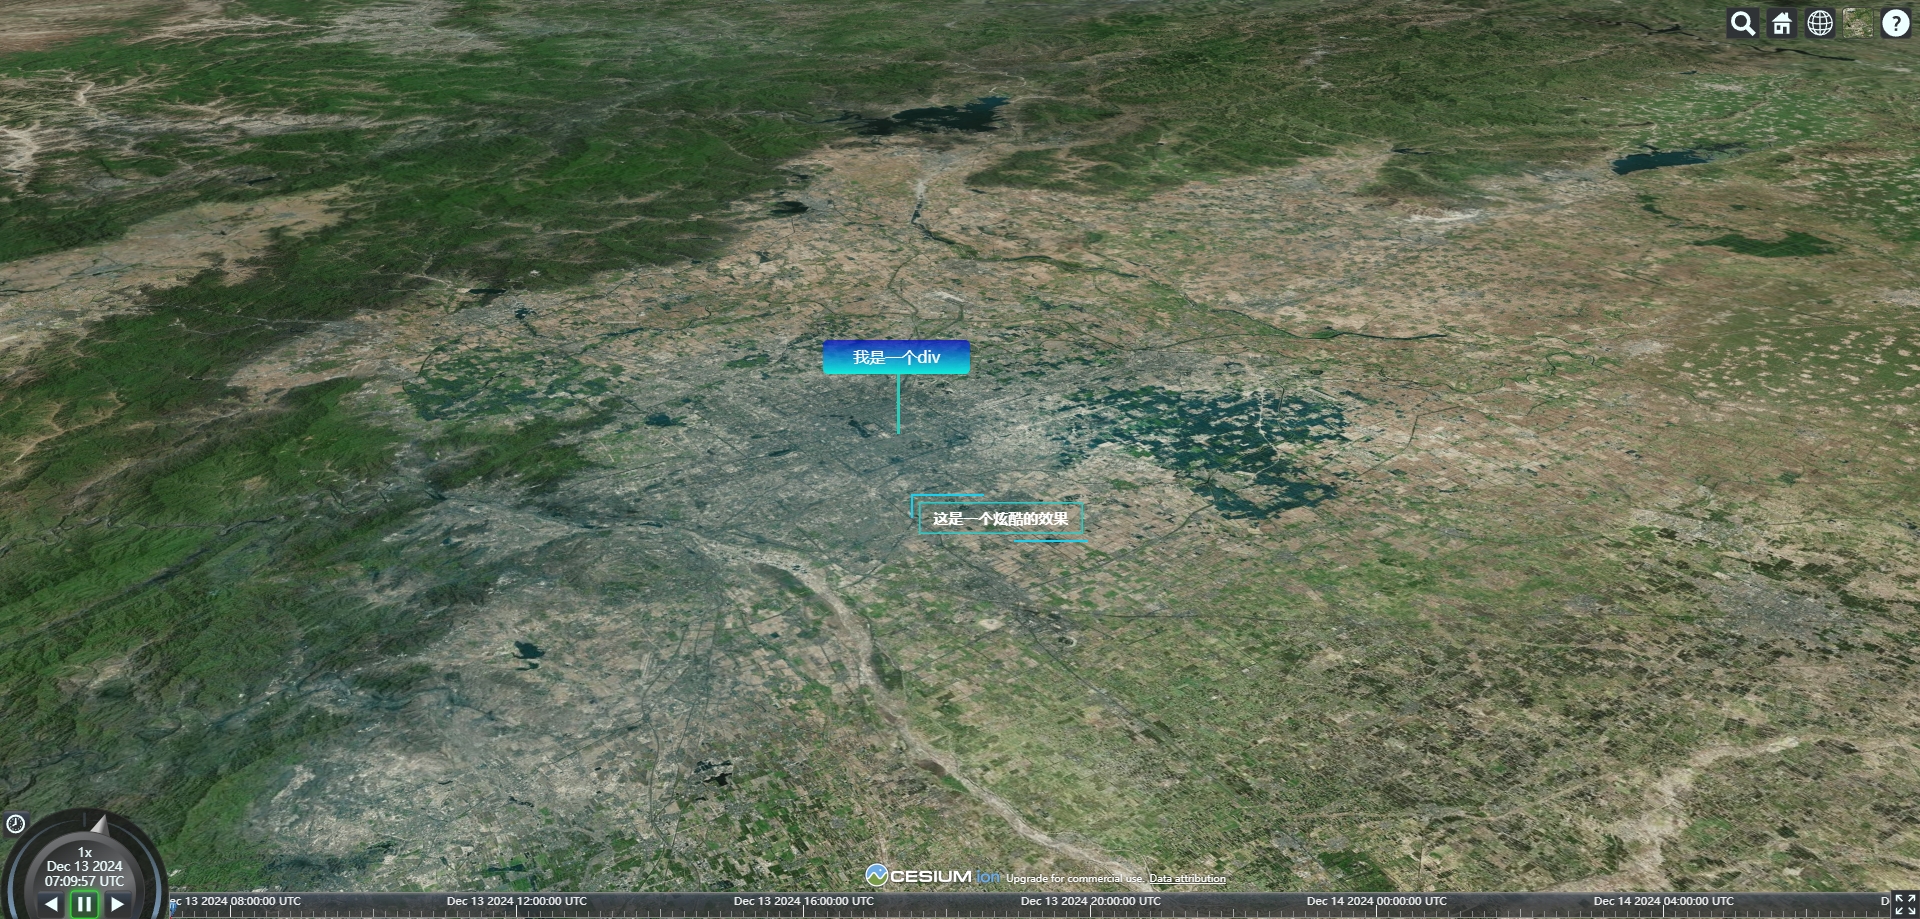 ?
我是一个div
这是一个炫酷的效果
1x
Dec 13 2024
07:09:57 UTC
CESIUM ion Upgrade for commercial use. Data attribution
ec 13 2024 08:00:00 UTC Dec 13 2024 12:00:00 UTC Dec 13 2024 16:00:00 UTC Dec 13 2024 20:00:00 UTC Dec 14 2024 00:00:00 UTC Dec 14 2024 04:00:00 UTC D